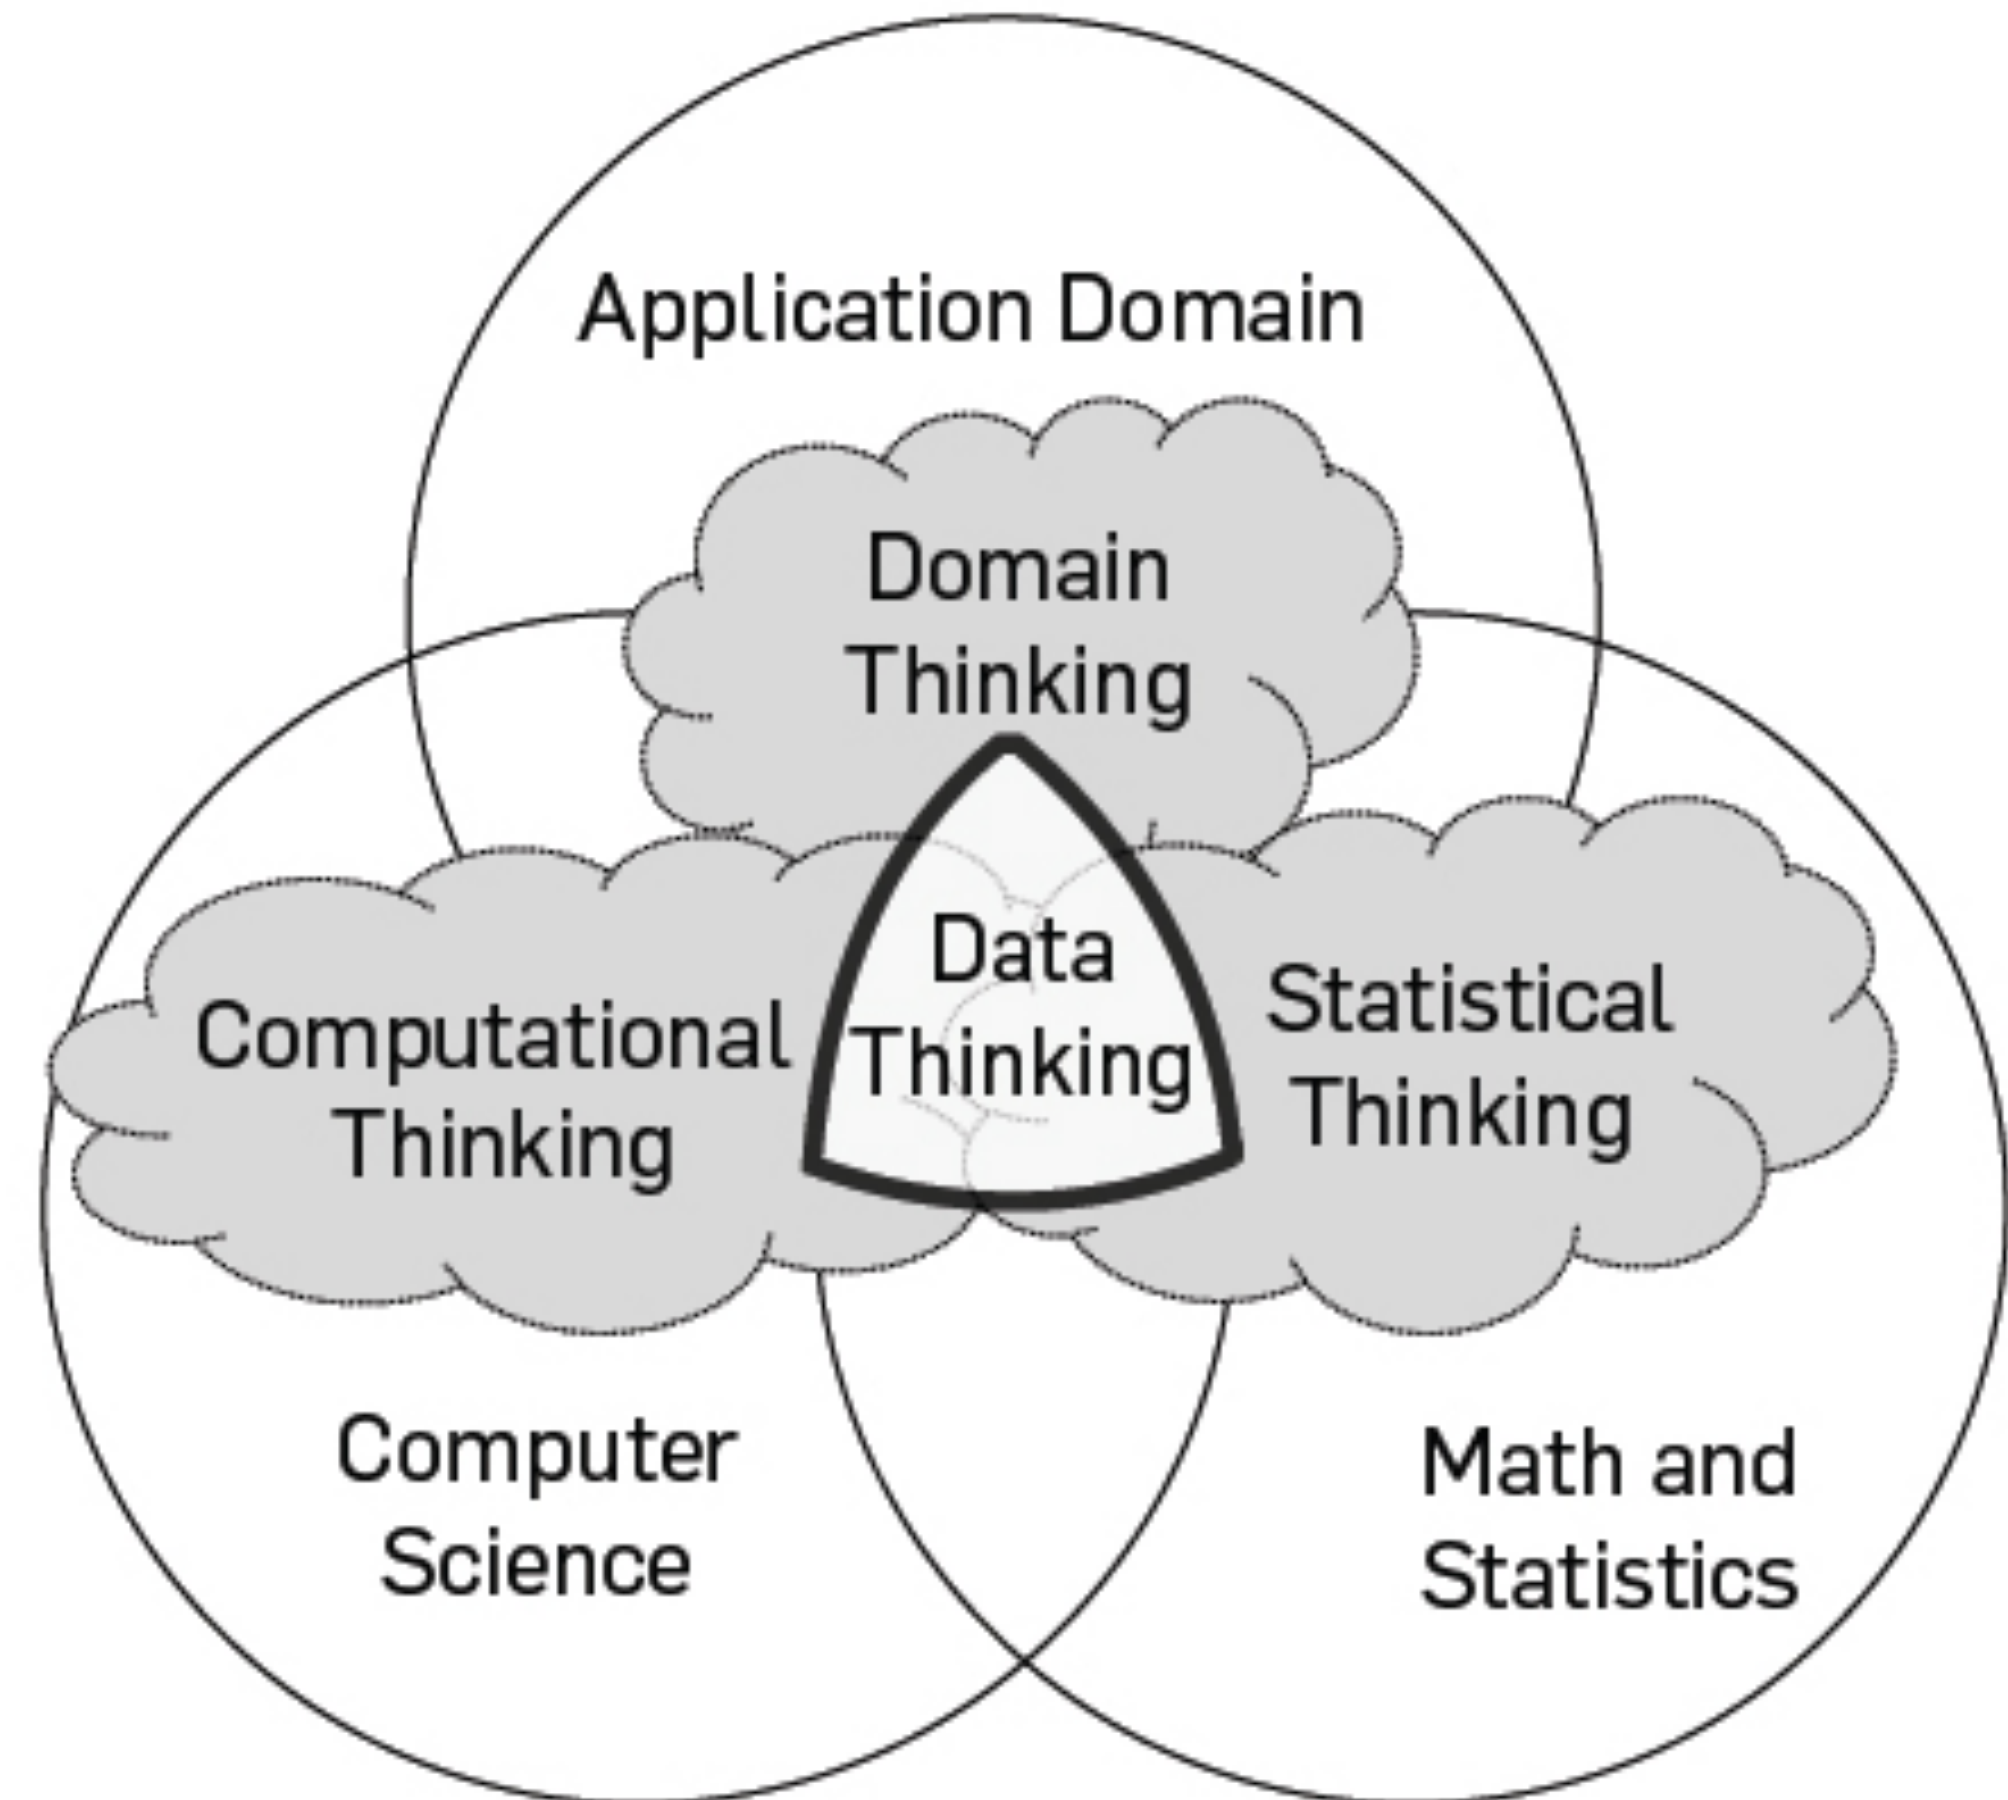 Application Domain
Domain
Thinking
Data
Thinking
Computational
Thinking
Statistical
Thinking
Computer
Science
Math and
Statistics